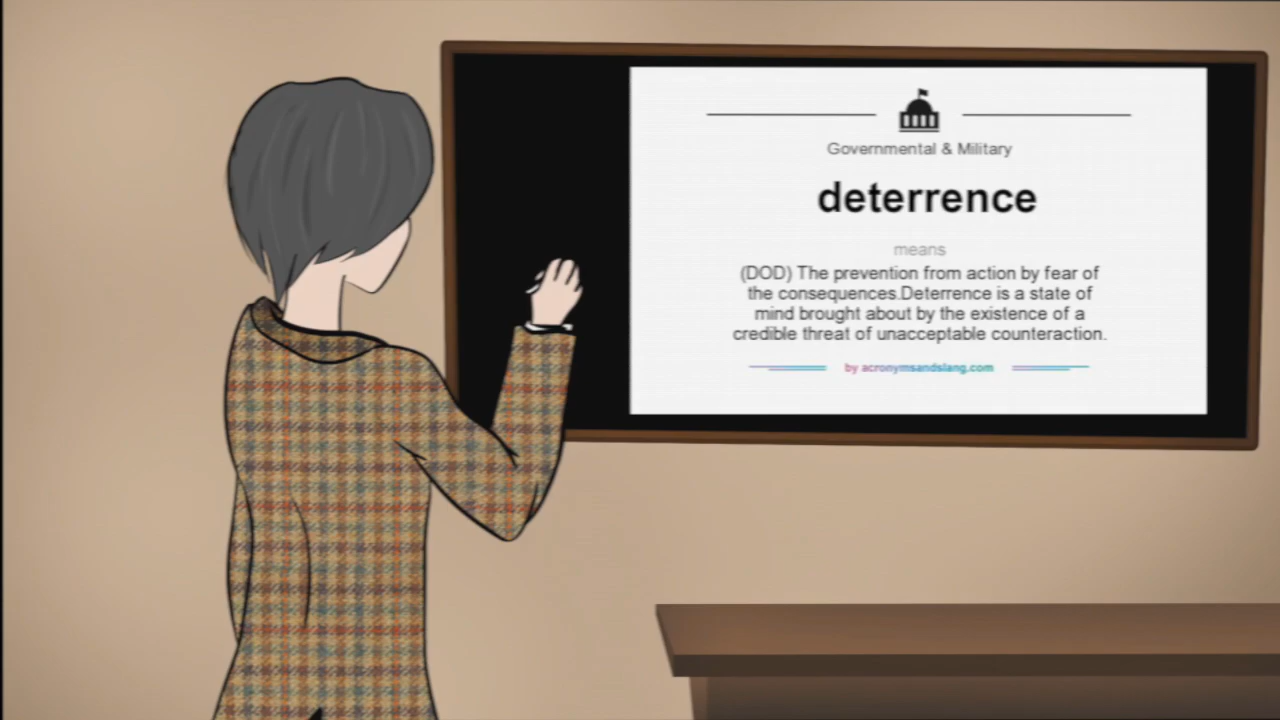 Governmental & Military
deterrence
means
(DOD) The prevention from action by fear of
the consequences.Deterrence is a state of
mind brought about by the existence of a
credible threat of unacceptable counteraction.
by acronymsandslang.com